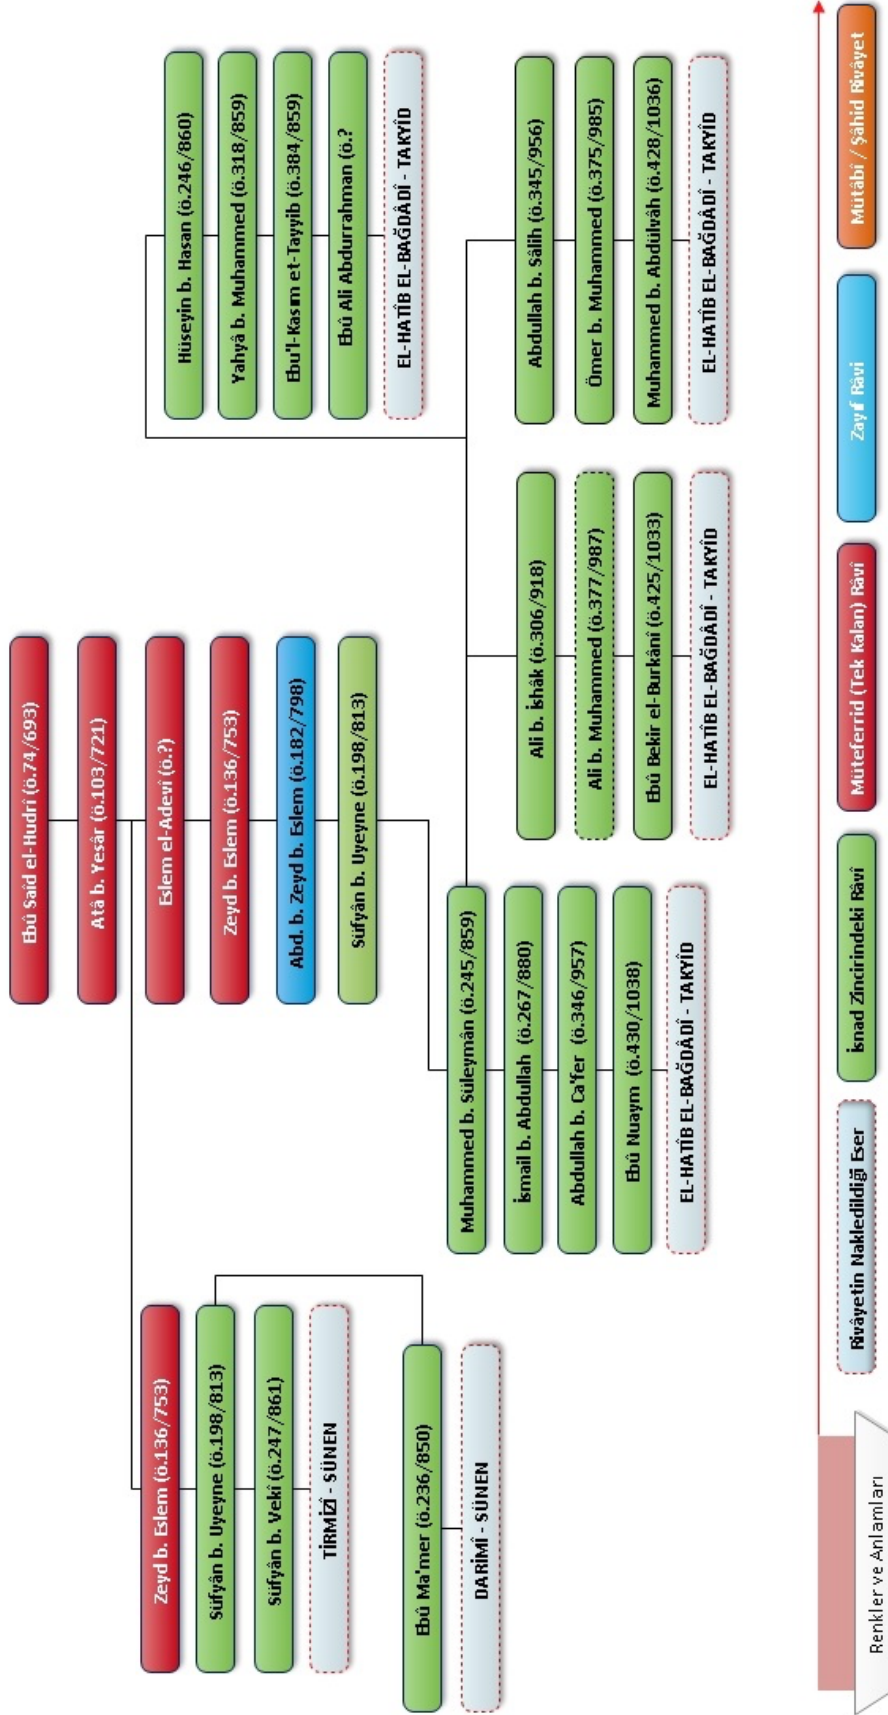 Ebû Saîd el-Hudrî (ö.74/693)
Atâ b. Yesâr (ö.103/721)
Eslem el-Adevî (ö.?)
Zeyd b. Eslem (ö.136/753)
Abd. b. Zeyd b. Eslem (ö.182/798)
Süfyân b. Uyeyne (ö.198/813)
Zeyd b. Eslem (ö.136/753)
Süfyân b. Uyeyne (ö.198/813)
Süfyân b. Vekî (ö.247/861)
TİRMİZÎ - SÜNEN
Ebû Ma'mer (ö.236/850)
DARİMÎ - SÜNEN
Muhammed b. Süleymân (ö.245/859)
İsmail b. Abdullah (ö.267/880)
Abdullah b. Ca'fer (ö.346/957)
Ebû Nuaym (ö.430/1038)
EL-HATÎB EL-BAĞDÂDÎ - TAKYÎD
Ali b. İshâk (ö.306/918)
Ali b. Muhammed (ö.377/987)
Ebû Bekir el-Burkânî (ö.425/1033)
EL-HATÎB EL-BAĞDÂDÎ - TAKYÎD
Hüseyin b. Hasan (ö.246/860)
Yahyâ b. Muhammed (ö.318/859)
Ebu'l-Kasım et-Tayyib (ö.384/859)
Ebû Ali Abdurrahman (ö.?
EL-HATÎB EL-BAĞDÂDÎ - TAKYÎD
Abdullah b. Sâlih (ö.345/956)
Ömer b. Muhammed (ö.375/985)
Muhammed b. Abdülvâh (ö.428/1036)
EL-HATÎB EL-BAĞDÂDÎ - TAKYÎD
Renkler ve Anlamları
Rivâyetin Nakledildiği Eser
İsnad Zincirindeki Râvî
Müteferrid (Tek Kalan) Râvî
Zayıf Râvi
Mütâbî / Şâhid Rivâyet